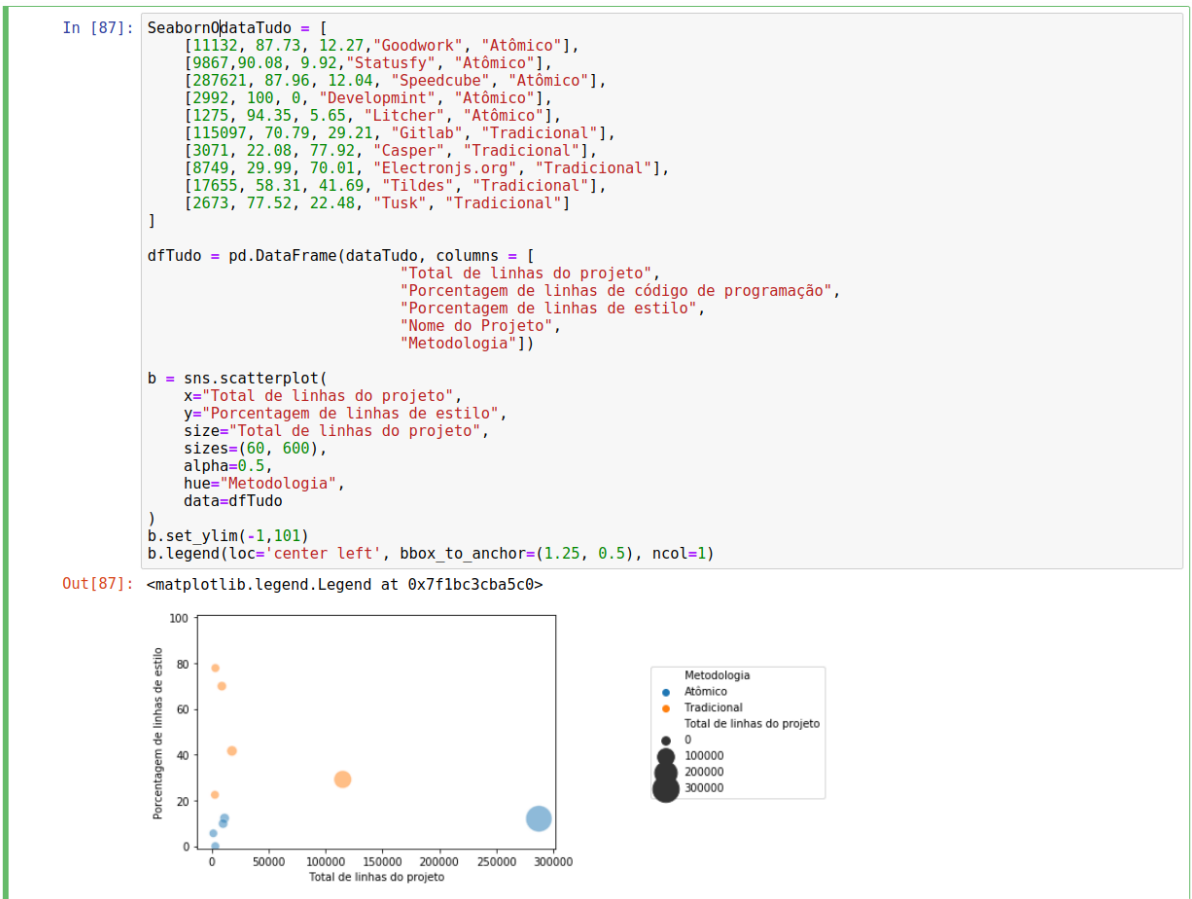 In [87]: SeabornOdataTudo = [
[11132, 87.73, 12.27,"Goodwork", "Atômico"],
[9867,90.08, 9.92,"Statusfy", "Atômico"],
[287621, 87.96, 12.04, "Speedcube", "Atômico"],
[2992, 100, 0, "Developmint", "Atômico"],
[1275, 94.35, 5.65, "Litcher", "Atômico"],
[115097, 70.79, 29.21, "Gitlab", "Tradicional"],
[3071, 22.08, 77.92, "Casper", "Tradicional"],
[8749, 29.99, 70.01, "Electronjs.org", "Tradicional"],
[17655, 58.31, 41.69, "Tildes", "Tradicional"],
[2673, 77.52, 22.48, "Tusk", "Tradicional"]
]
dfTudo = pd.DataFrame(dataTudo, columns = [
"Total de linhas do projeto",
"Porcentagem de linhas de código de programação",
"Porcentagem de linhas de estilo",
"Nome do Projeto",
"Metodologia"])
b = sns.scatterplot(
x="Total de linhas do projeto",
y="Porcentagem de linhas de estilo",
size="Total de linhas do projeto",
sizes=(60, 600),
alpha=0.5,
hue="Metodologia",
data=dfTudo
)
b.set_ylim(-1,101)
b.legend(loc='center left', bbox_to_anchor=(1.25, 0.5), ncol=1)
Out[87]: <matplotlib.legend.Legend at 0x7f1bc3cba5c0>
Porcentagem de linhas de estilo
100
80
60
40
20
0
0 50000 100000 150000 200000 250000 300000
Total de linhas do projeto
Metodologia
Atômico
Tradicional
Total de linhas do projeto
0
100000
200000
300000